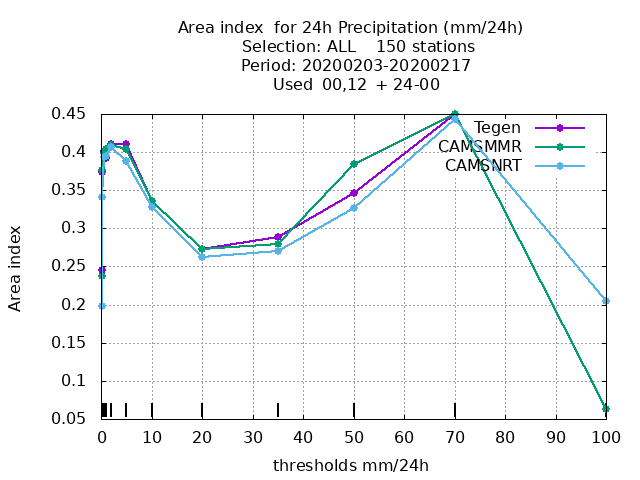 Area index  for 24h Precipitation (mm/24h)
Selection: ALL    150 stations
Period: 20200203-20200217
Used  00,12  + 24-00
0.45
Tegen
0.4
CAMSMMR
CAMSNRT
0.35
0.3
Area index
0.25
0.2
0.15
0.1
0.05
0 10 20 30 40 50 60 70 80 90 100
thresholds mm/24h